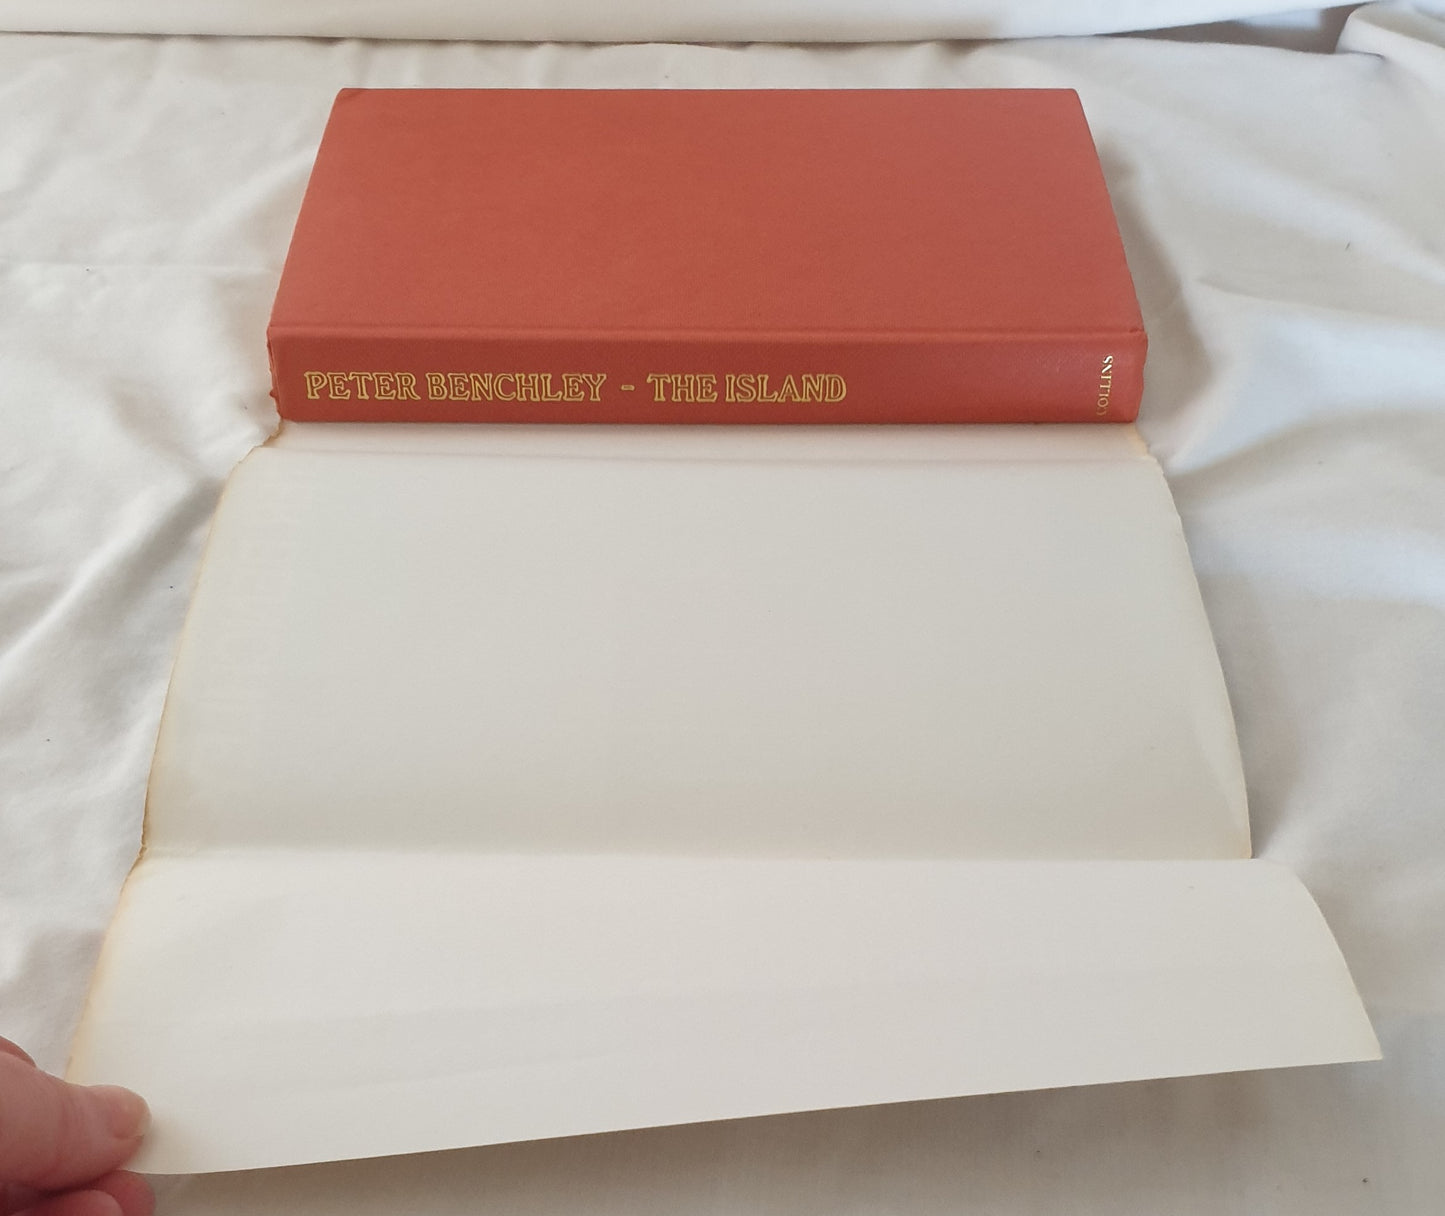 PETER BENCHLEY - THE ISLAND
COLLINS